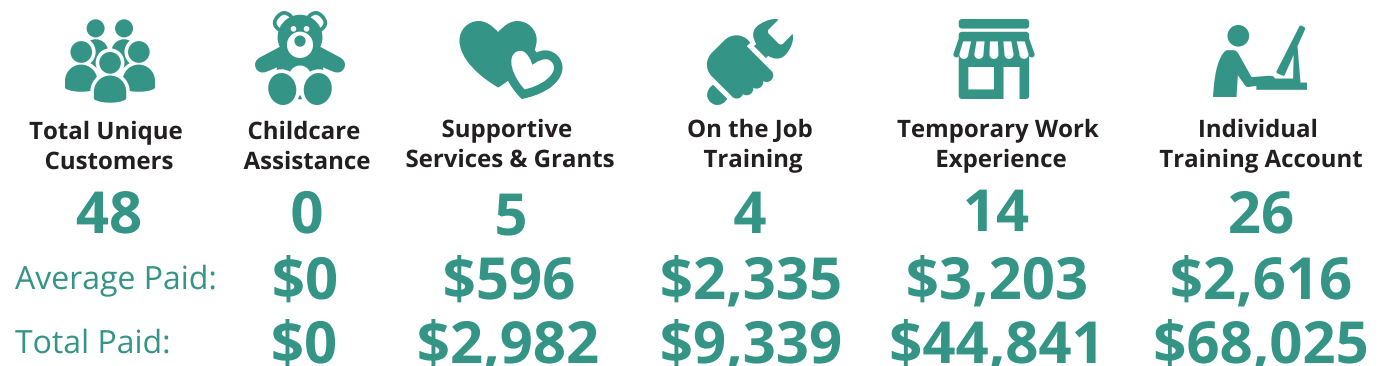 Total Unique
Customers
48
Childcare
Assistance
0
Supportive
Services & Grants
5
On the Job
Training
4
Temporary Work
Experience
14
Individual
Training Account
26
Average Paid: $0 $596 $2,335 $3,203 $2,616
Total Paid: $0 $2,982 $9,339 $44,841 $68,025